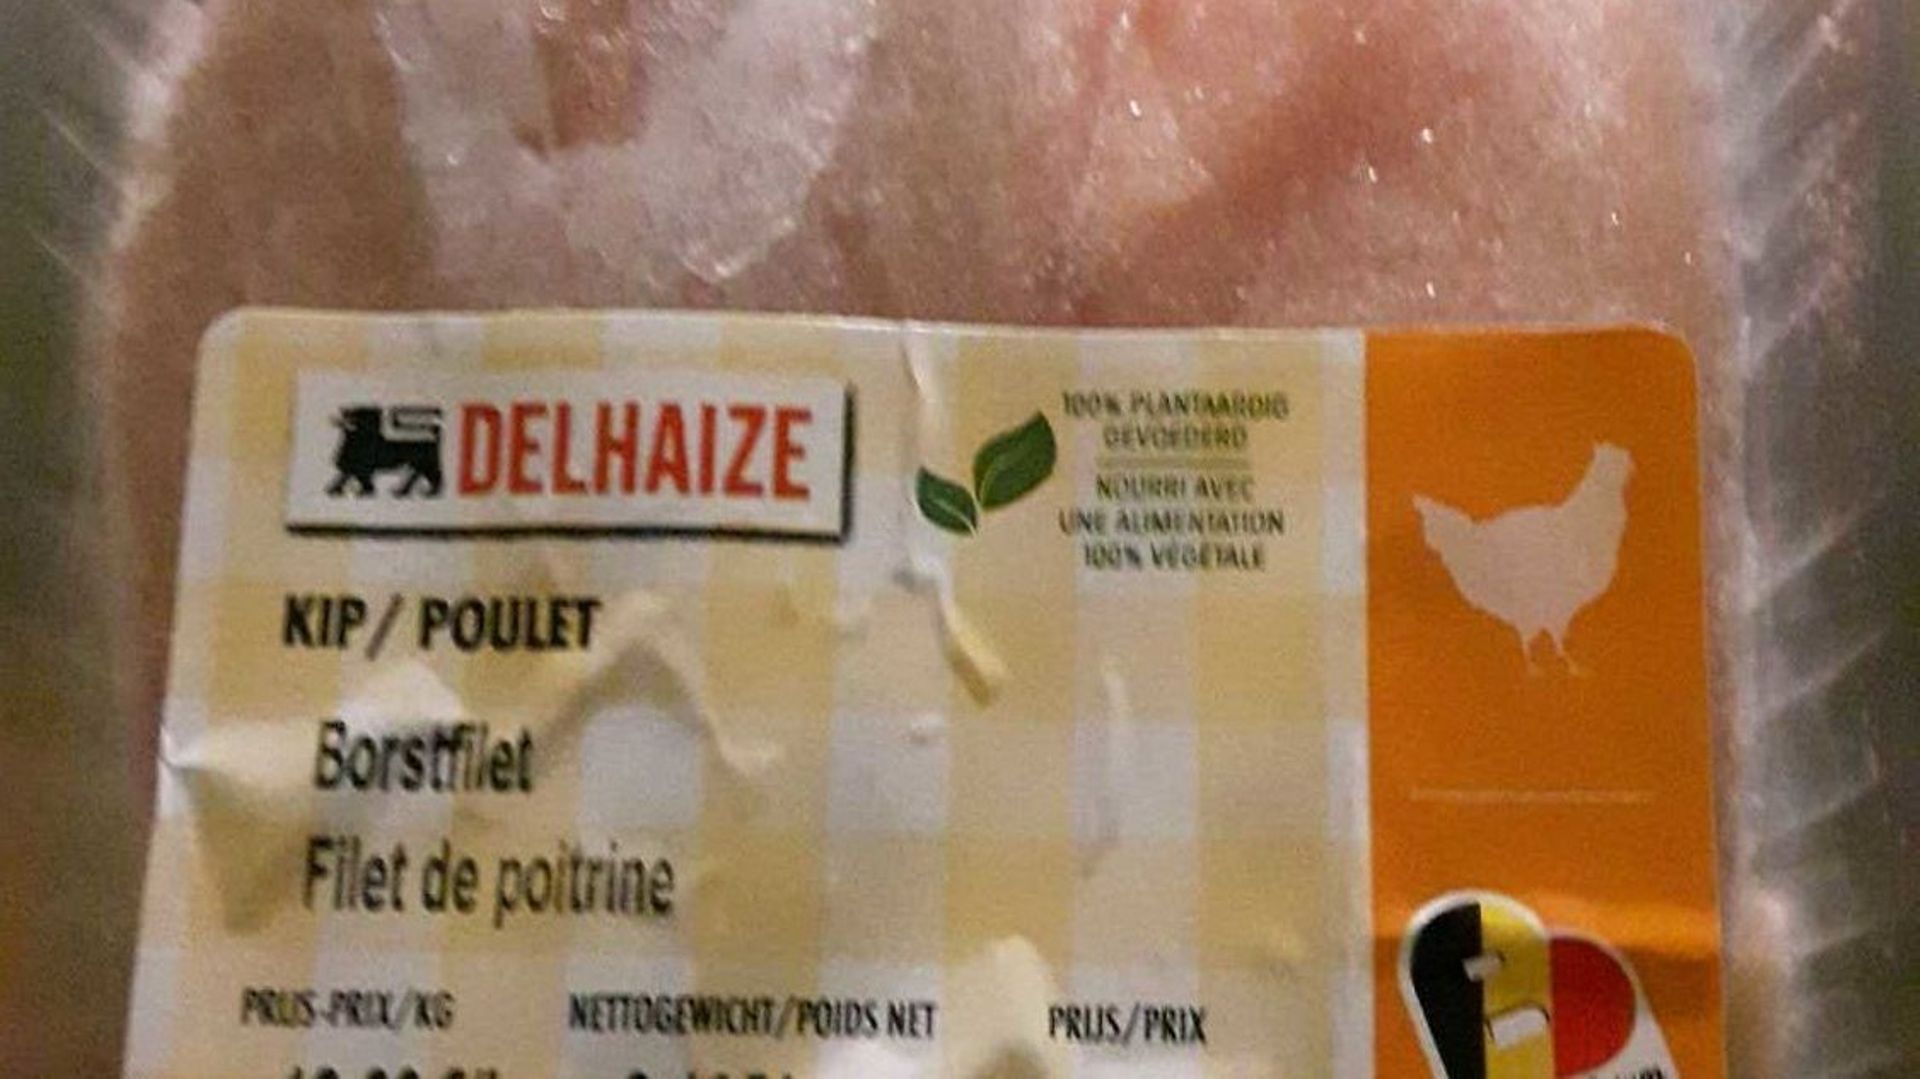 DELHAIZE
100% PLANTAARDIG
GEVOEDERD
NOURRI AVEC
UNE ALIMENTATION
100% VÉGÉTALE
KIP / POULET
Borstfilet
Filet de poitrine
PRIJS-PRIX/KG
NETTOGEWICHT/POIDS NET
PRIJS/PRIX